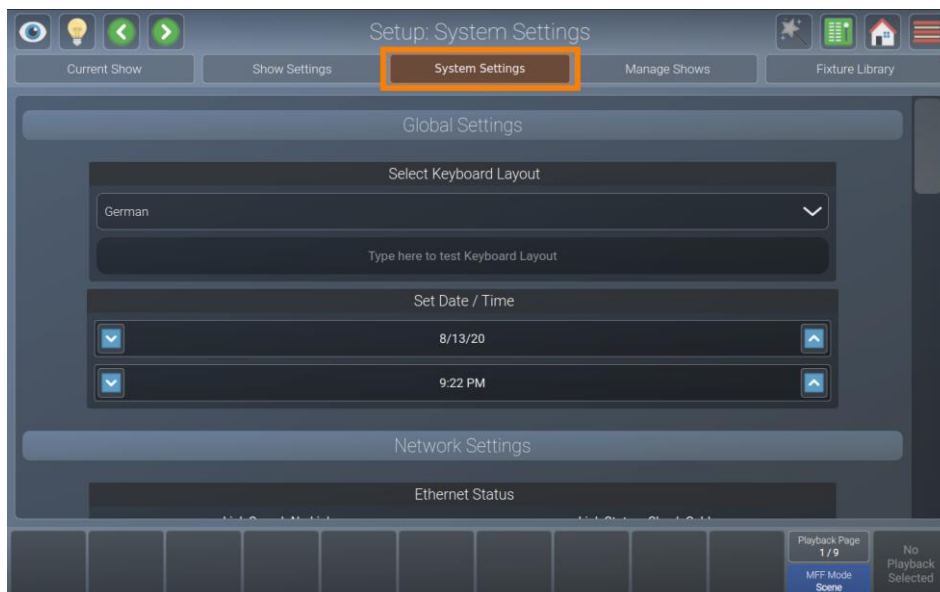 Setup: System Settings
Current Show
Show Settings
System Settings
Manage Shows
Fixture Library
Global Settings
Select Keyboard Layout
German
Type here to test Keyboard Layout
Set Date / Time
8/13/20
9:22 PM
Network Settings
Ethernet Status
Playback Page
1 / 9
MFF Mode
Scene
No
Playback
Selected